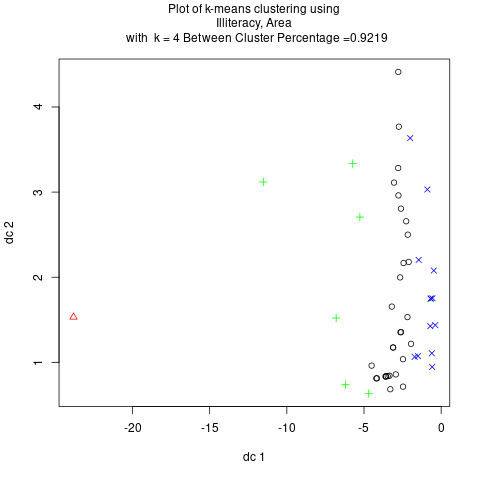 Plot of k-means clustering using
Illiteracy, Area
with k = 4 Between Cluster Percentage =0.9219
dc 2
4
3
2
1
-20 -15 -10 -5 0
dc 1